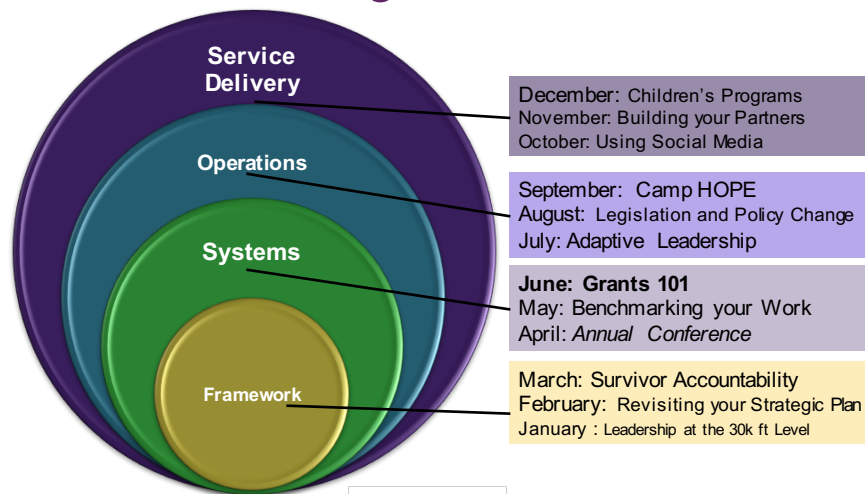 Service
Delivery
Operations
Systems
Framework
December: Children's Programs
November: Building your Partners
October: Using Social Media
September: Camp HOPE
August: Legislation and Policy Change
July: Adaptive Leadership
June: Grants 101
May: Benchmarking your Work
April: Annual Conference
March: Survivor Accountability
February: Revisiting your Strategic Plan
January : Leadership at the 30k ft Level